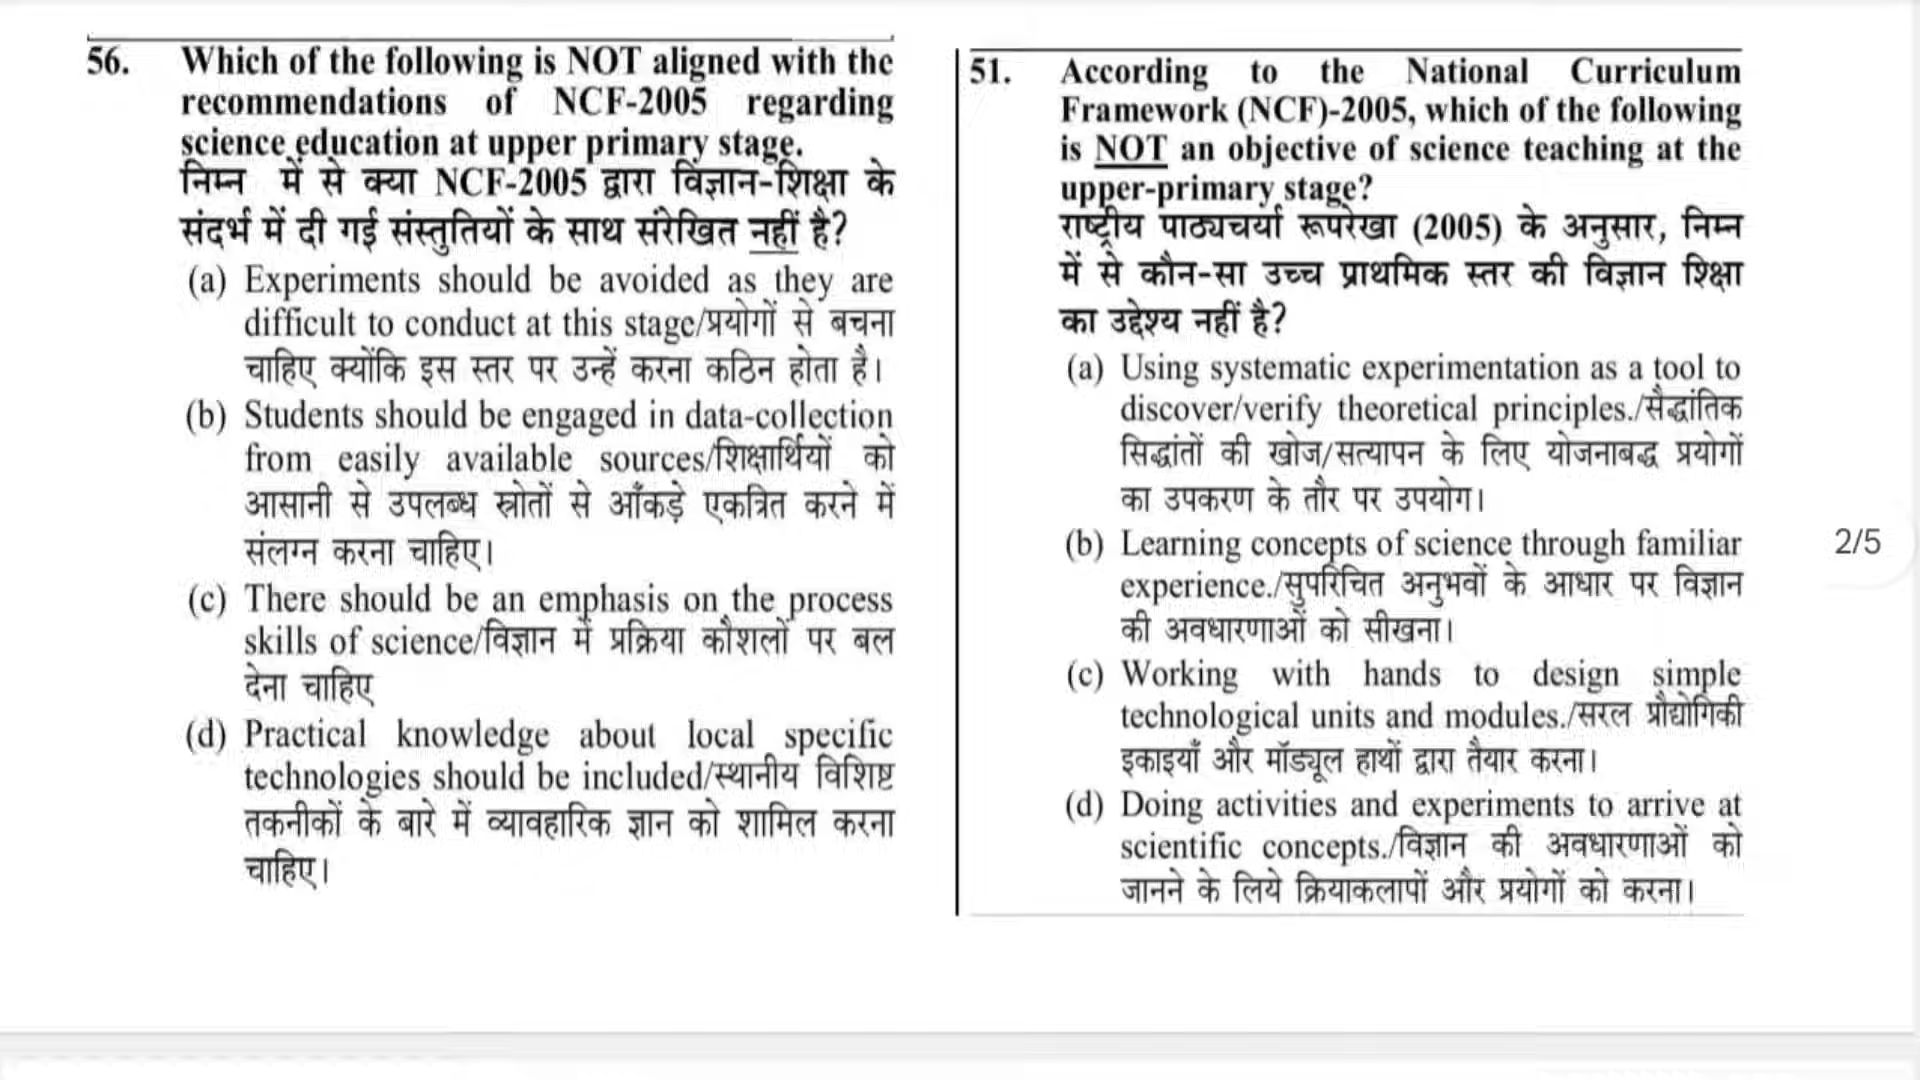 56. Which of the following is NOT aligned with the
recommendations of NCF-2005 regarding
science education at upper primary stage.
निम्न में से क्या NCF-2005 द्वारा विज्ञान-शिक्षा के
संदर्भ में दी गई संस्तुतियों के साथ संरेखित नहीं है?
(a) Experiments should be avoided as they are
difficult to conduct at this stage/प्रयोगों से बचना
चाहिए क्योंकि इस स्तर पर उन्हें करना कठिन होता है।
(b) Students should be engaged in data-collection
from easily available sources/शिक्षार्थियों को
आसानी से उपलब्ध स्रोतों से आँकड़े एकत्रित करने में
संलग्न करना चाहिए।
(c) There should be an emphasis on the process
skills of science/विज्ञान में प्रक्रिया कौशलों पर बल
देना चाहिए
(d) Practical knowledge about local specific
technologies should be included/स्थानीय विशिष्ट
तकनीकों के बारे में व्यावहारिक ज्ञान को शामिल करना
चाहिए।
51. According to the National Curriculum
Framework (NCF)-2005, which of the following
is NOT an objective of science teaching at the
upper-primary stage?
राष्ट्रीय पाठ्यचर्या रूपरेखा (2005) के अनुसार, निम्न
में से कौन-सा उच्च प्राथमिक स्तर की विज्ञान शिक्षा
का उद्देश्य नहीं है?
(a) Using systematic experimentation as a tool to
discover/verify theoretical principles./सैद्धांतिक
सिद्धांतों की खोज/सत्यापन के लिए योजनाबद्ध प्रयोगों
का उपकरण के तौर पर उपयोग।
(b) Learning concepts of science through familiar
experience./सुपरिचित अनुभवों के आधार पर विज्ञान
की अवधारणाओं को सीखना।
(c) Working with hands to design simple
technological units and modules./सरल प्रौद्योगिकी
इकाइयाँ और मॉड्यूल हाथों द्वारा तैयार करना।
(d) Doing activities and experiments to arrive at
scientific concepts./विज्ञान की अवधारणाओं को
जानने के लिये क्रियाकलापों और प्रयोगों को करना।
2/5